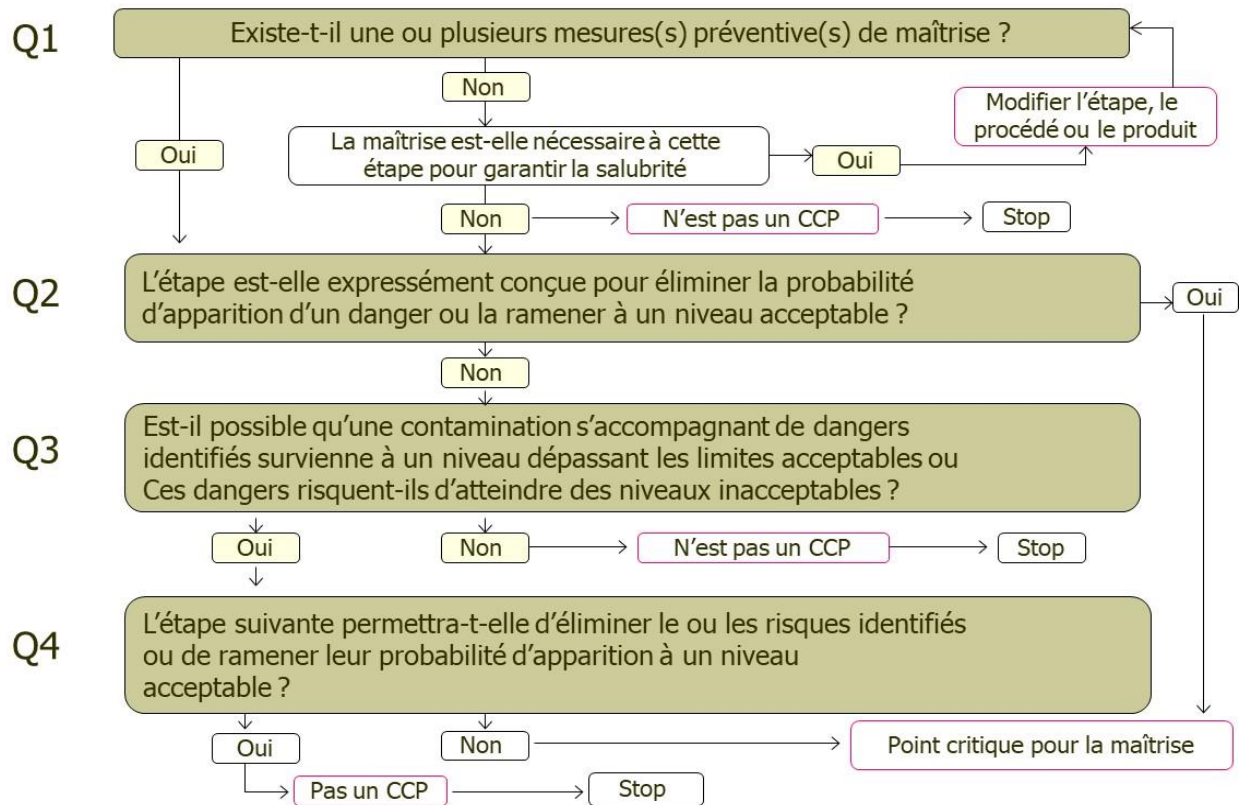 Q1
Existe-t-il une ou plusieurs mesures(s) préventive(s) de maîtrise ?
Non
Modifier l'étape, le
procédé ou le produit
Oui
La maîtrise est-elle nécessaire à cette
étape pour garantir la salubrité
Oui
Non
N'est pas un CCP
Stop
Q2
L'étape est-elle expressément conçue pour éliminer la probabilité
d'apparition d'un danger ou la ramener à un niveau acceptable ?
Oui
Non
Q3
Est-il possible qu'une contamination s'accompagnant de dangers
identifiés survienne à un niveau dépassant les limites acceptables ou
Ces dangers risquent-ils d'atteindre des niveaux inacceptables ?
Oui
Non
N'est pas un CCP
Stop
Q4
L'étape suivante permettra-t-elle d'éliminer le ou les risques identifiés
ou de ramener leur probabilité d'apparition à un niveau
acceptable ?
Oui
Non
Point critique pour la maîtrise
Pas un CCP
Stop